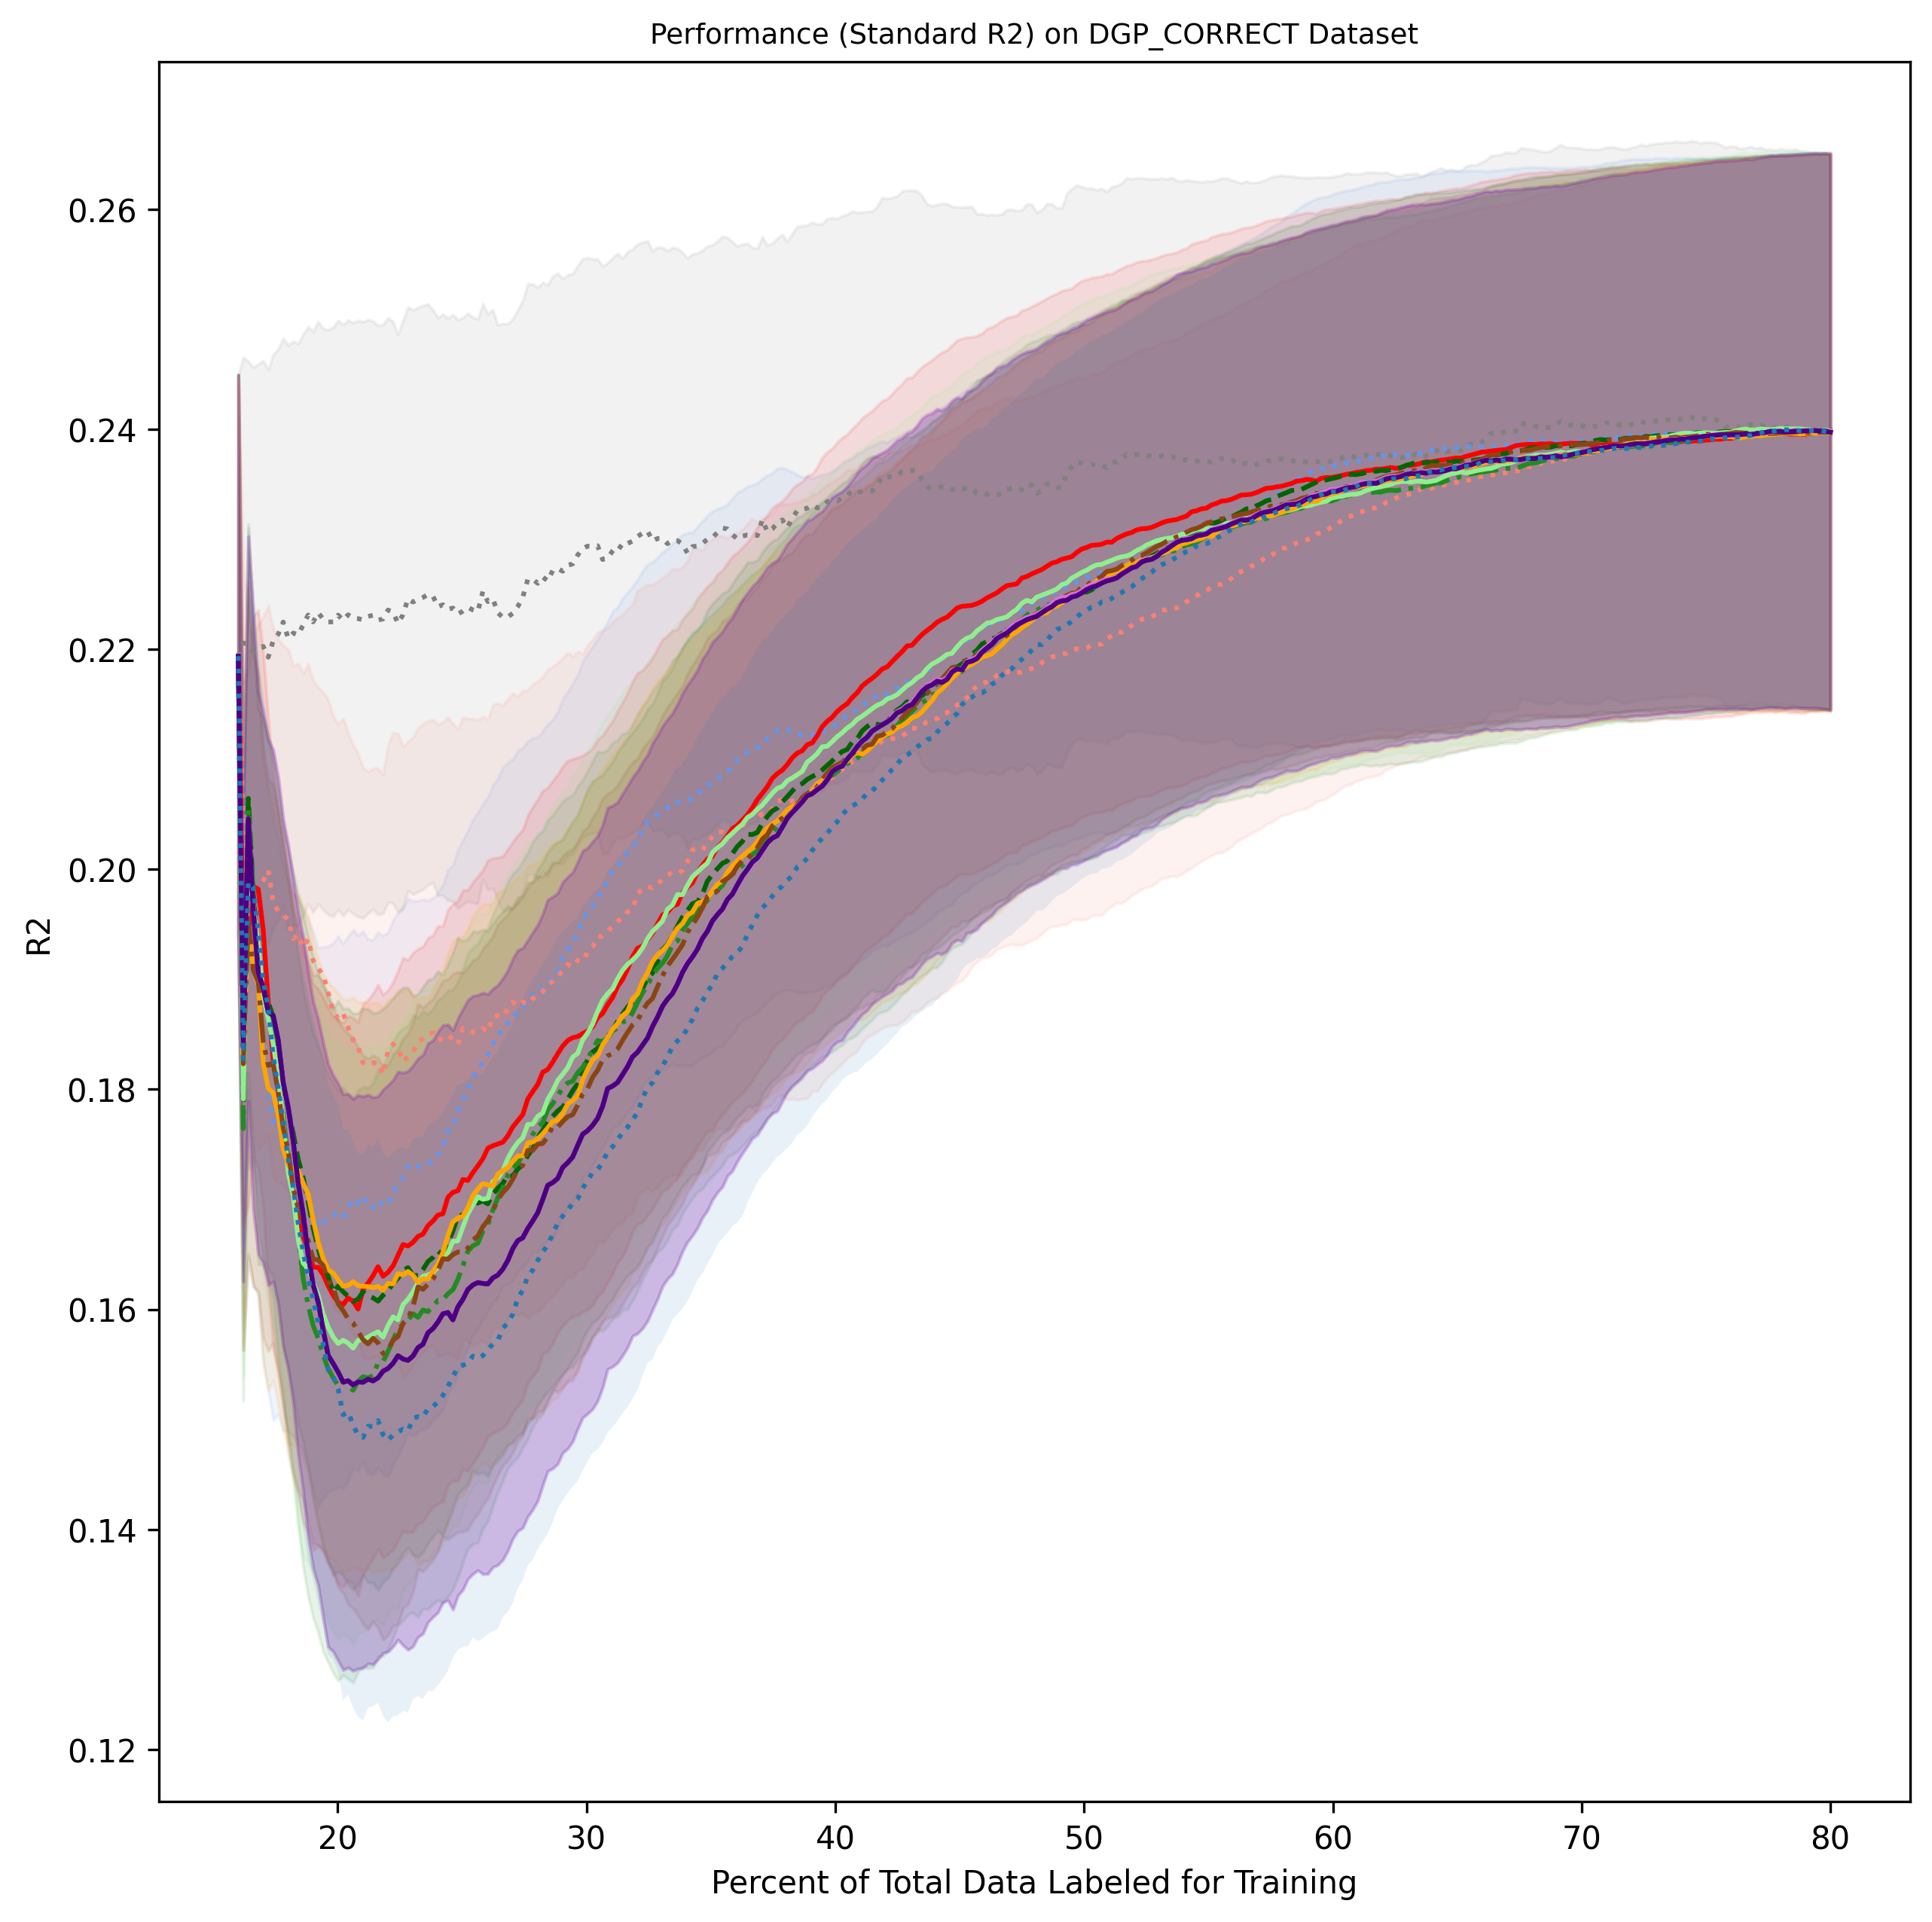 Performance (Standard R2) on DGP_CORRECT Dataset
R2
0.26
0.24
0.22
0.20
0.18
0.16
0.14
0.12
20 30 40 50 60 70 80
Percent of Total Data Labeled for Training